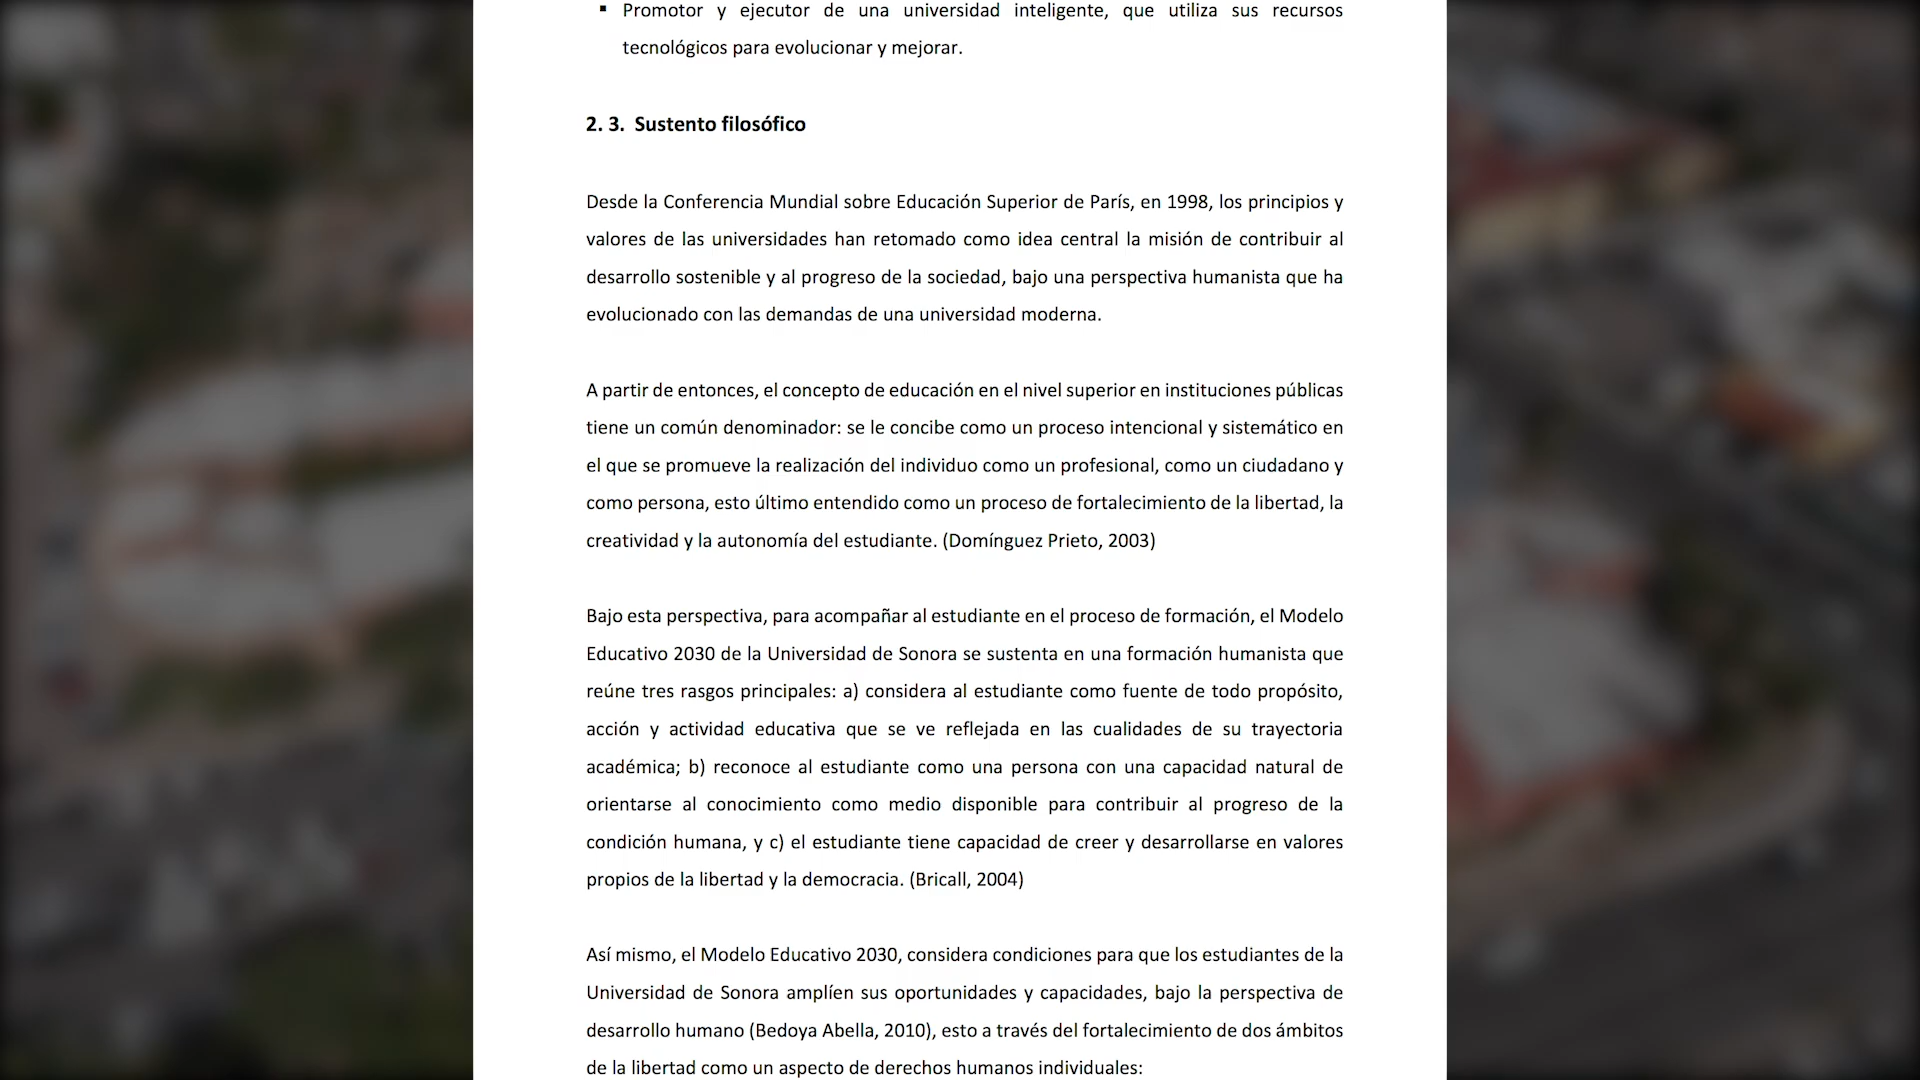 ▪ Promotor y ejecutor de una universidad inteligente, que utiliza sus recursos
tecnológicos para evolucionar y mejorar.
2. 3. Sustento filosófico
Desde la Conferencia Mundial sobre Educación Superior de París, en 1998, los principios y
valores de las universidades han retomado como idea central la misión de contribuir al
desarrollo sostenible y al progreso de la sociedad, bajo una perspectiva humanista que ha
evolucionado con las demandas de una universidad moderna.
A partir de entonces, el concepto de educación en el nivel superior en instituciones públicas
tiene un común denominador: se le concibe como un proceso intencional y sistemático en
el que se promueve la realización del individuo como un profesional, como un ciudadano y
como persona, esto último entendido como un proceso de fortalecimiento de la libertad, la
creatividad y la autonomía del estudiante. (Domínguez Prieto, 2003)
Bajo esta perspectiva, para acompañar al estudiante en el proceso de formación, el Modelo
Educativo 2030 de la Universidad de Sonora se sustenta en una formación humanista que
reúne tres rasgos principales: a) considera al estudiante como fuente de todo propósito,
acción y actividad educativa que se ve reflejada en las cualidades de su trayectoria
académica; b) reconoce al estudiante como una persona con una capacidad natural de
orientarse al conocimiento como medio disponible para contribuir al progreso de la
condición humana, y c) el estudiante tiene capacidad de creer y desarrollarse en valores
propios de la libertad y la democracia. (Bricall, 2004)
Así mismo, el Modelo Educativo 2030, considera condiciones para que los estudiantes de la
Universidad de Sonora amplíen sus oportunidades y capacidades, bajo la perspectiva de
desarrollo humano (Bedoya Abella, 2010), esto a través del fortalecimiento de dos ámbitos
de la libertad como un aspecto de derechos humanos individuales: